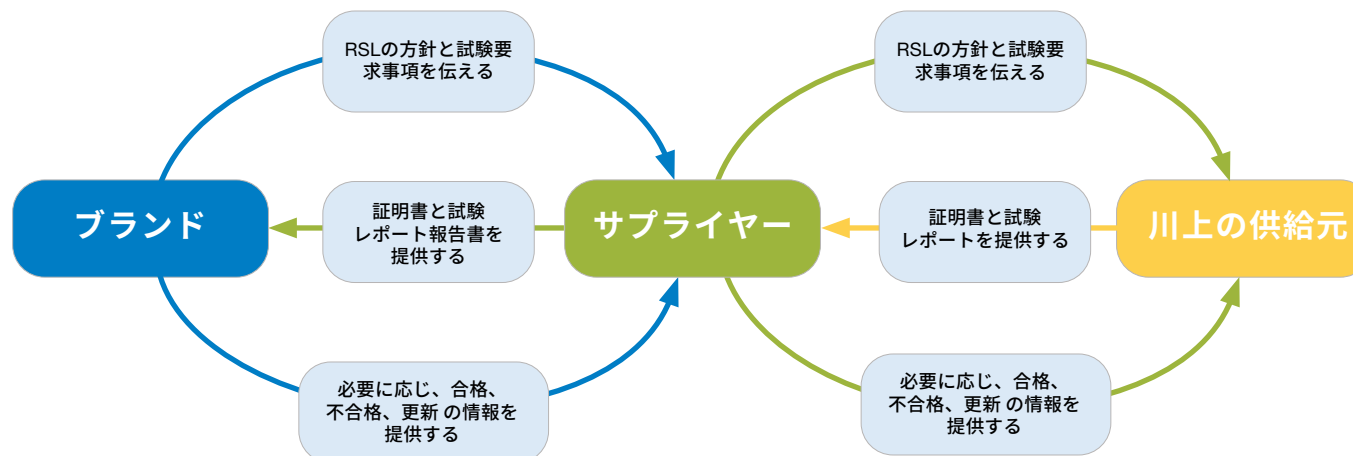 RSLの方針と試験要
求事項を伝える
RSLの方針と試験要
求事項を伝える
ブランド
証明書と試験
レポート報告書を
提供する
サプライヤー
証明書と試験
レポートを提供する
川上の供給元
必要に応じ、合格、
不合格、更新 の情報を
提供する
必要に応じ、合格、
不合格、更新 の情報を
提供する